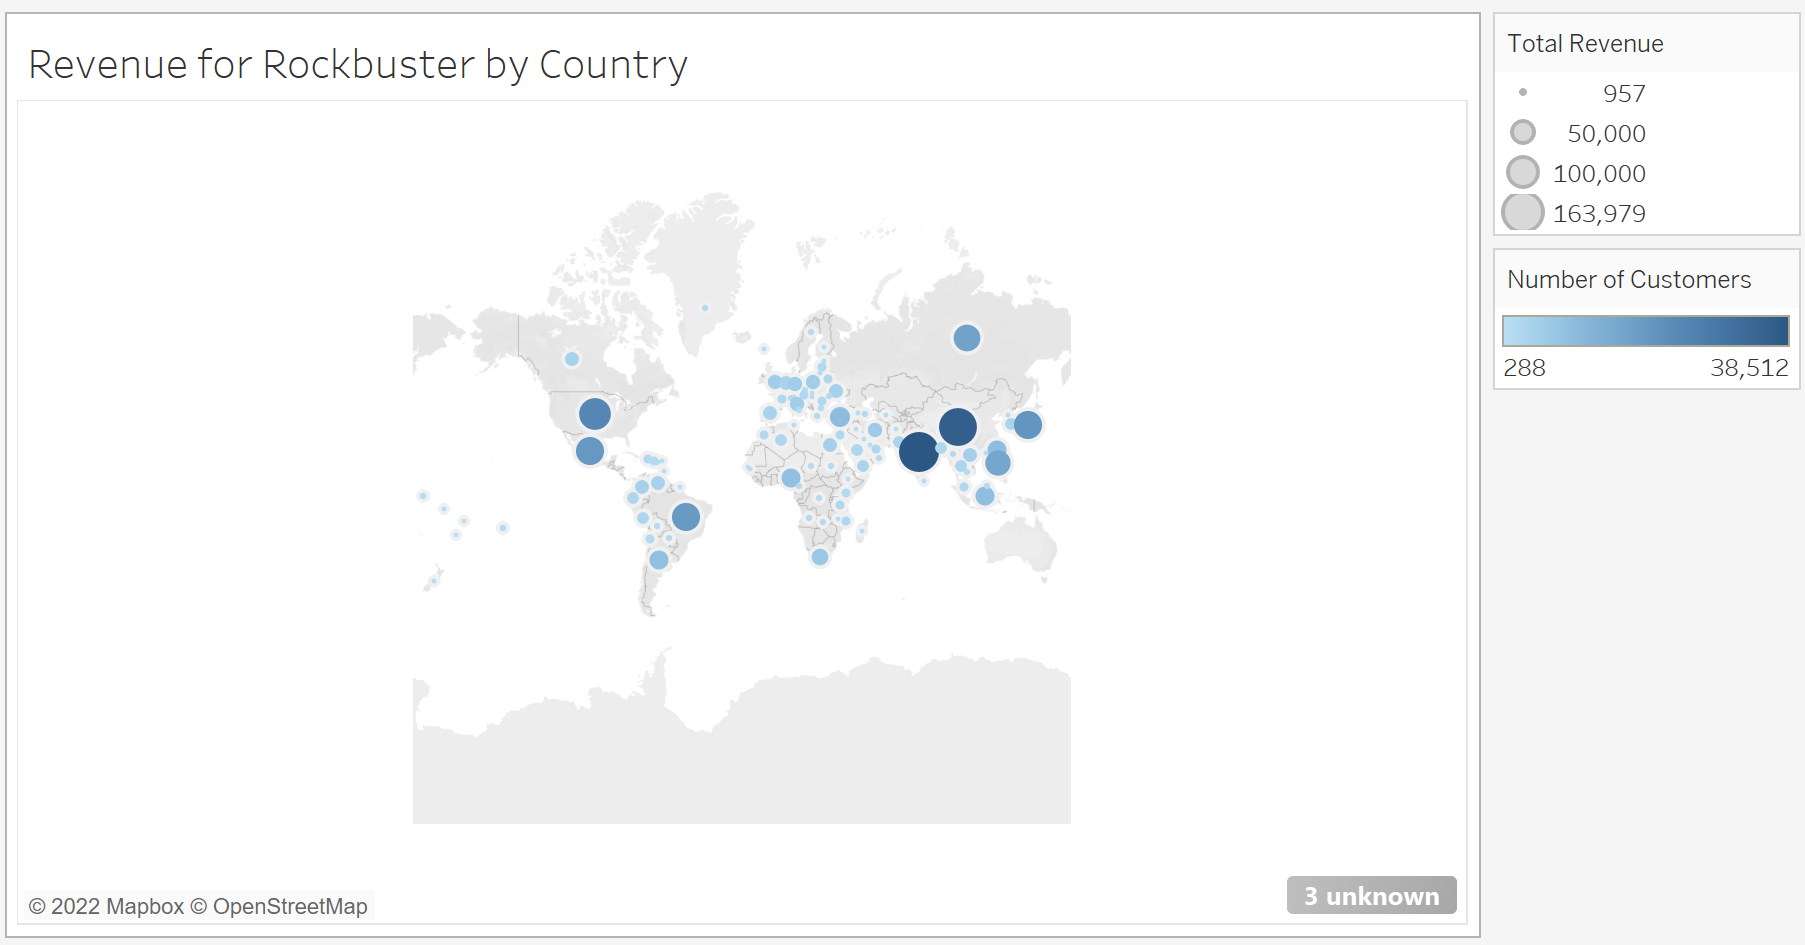 Revenue for Rockbuster by Country
© 2022 Mapbox © OpenStreetMap
3 unknown
Total Revenue
957
50,000
100,000
163,979
Number of Customers
288 38,512